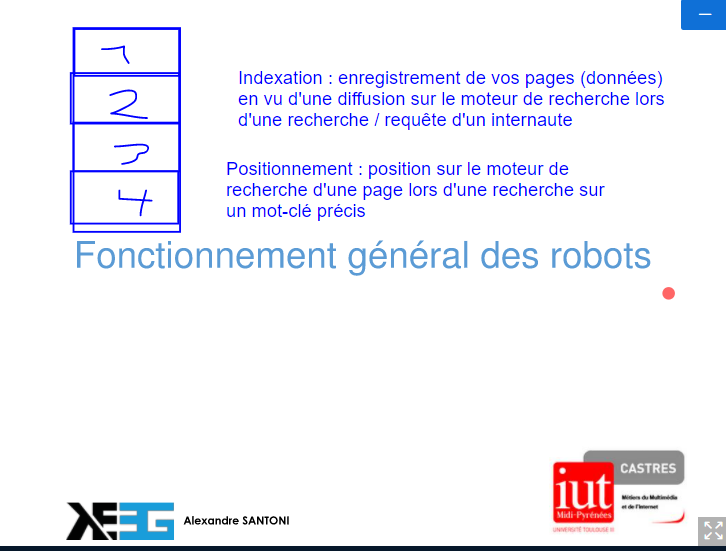 1
2
3
4
Indexation : enregistrement de vos pages (données)
en vu d'une diffusion sur le moteur de recherche lors
d'une recherche / requête d'un internaute
Positionnement : position sur le moteur de
recherche d'une page lors d'une recherche sur
un mot-clé précis
Fonctionnement général des robots
CASTRES
iut
Midi-Pyrénées
Métiers du Multimédia
et de l'Internet
UNIVERSITÉ TOULOUSE III
Alexandre SANTONI